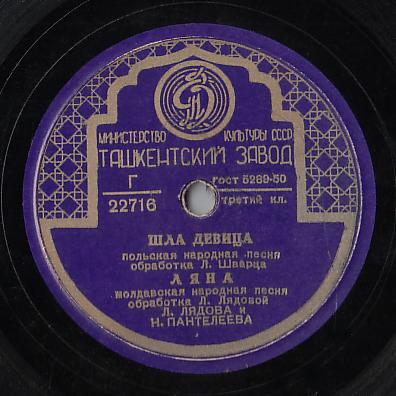 МИНИСТЕРСТВО КУЛЬТУРЫ СССР
ТАШКЕНТСКИЙ ЗАВОД
Г ГОСТ 5289-50
22716 третий кл.
ШЛА ДЕВИЦА
польская народная песня
обработка Л. Шварца
ЛЯНА
молдавская народная песня
обработка Л. Лядовой
Л. ЛЯДОВА и
Н. ПАНТЕЛЕЕВА